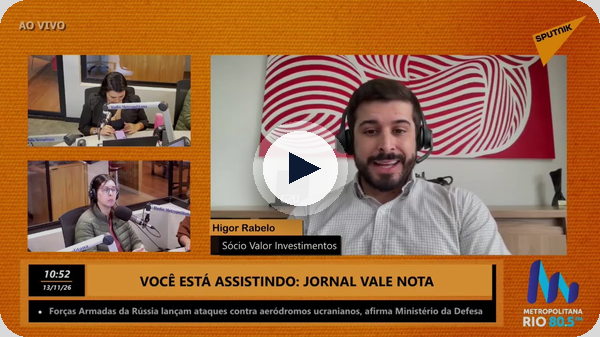 AO VIVO
SPUTNIK
Higor Rabelo
Sócio Valor Investimentos
10:52
13/11/26
VOCÊ ESTÁ ASSISTINDO: JORNAL VALE NOTA
• Forças Armadas da Rússia lançam ataques contra aeródromos ucranianos, afirma Ministério da Defesa
METROPOLITANA
RIO 80.5 FM